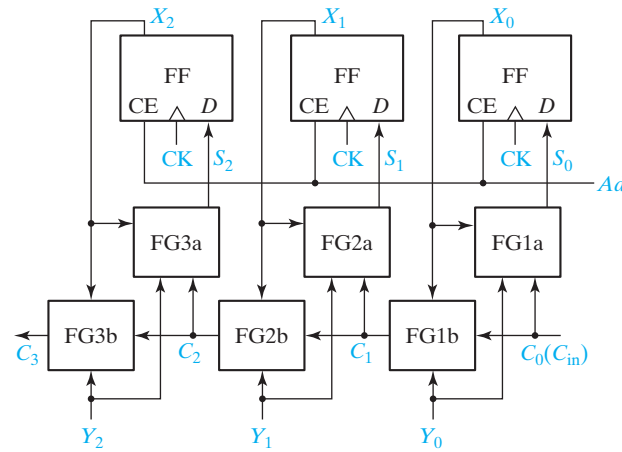 X₂ X₁ X₀
FF FF FF
CE D CE D CE D
CK S₂ CK S₁ CK S₀
Ad
FG3a FG2a FG1a
FG3b FG2b FG1b
C₃ C₂ C₁ C₀(Cᵢₙ)
Y₂ Y₁ Y₀